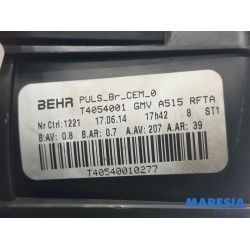 BEHR PULS_Br_CEM_0
T4054001 GMV A515 RFTA
Nr Ctrl:1221 17.06.14 17h42 8 ST1
B.AV: 0.8 B.AR: 0.7 A.AV: 207 A.AR: 39
T40540010277
MARESIA